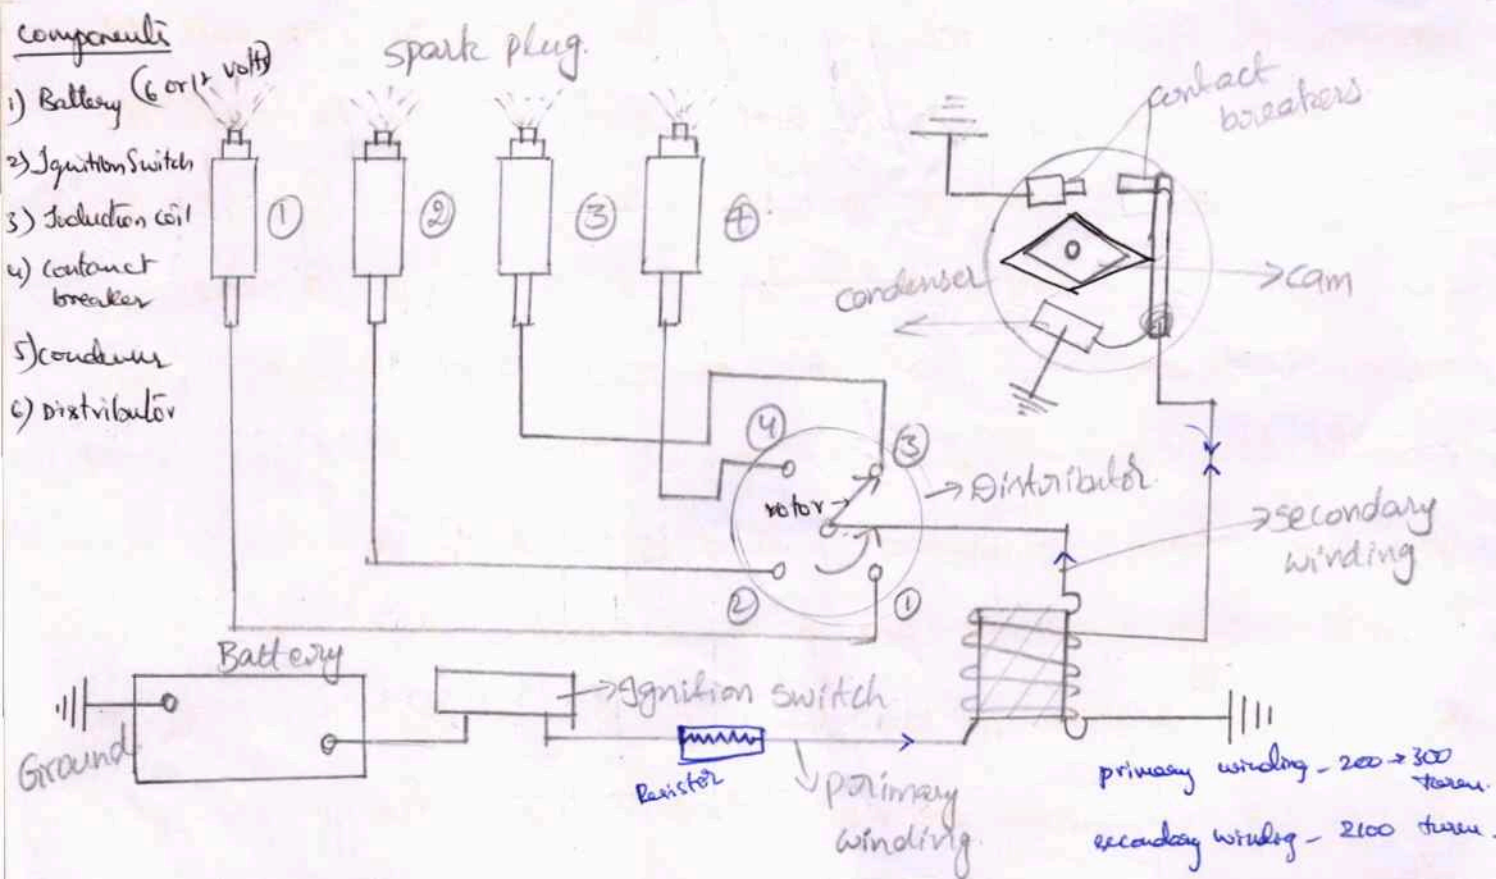 components
1) Battery (6 or 12 volts)
2) Ignition Switch
3) Induction coil
4) contanct
breaker
5) condenser
6) Distributor
spark plug.
① ② ③ ④
contact
breakers
condenser
cam
④ ③
rotor
Distributor
② ①
secondary
winding
Battery
Ignition switch
Ground
Resistor
primary
winding
primary winding - 200 → 300
turns.
secondary winding - 2100 turns.